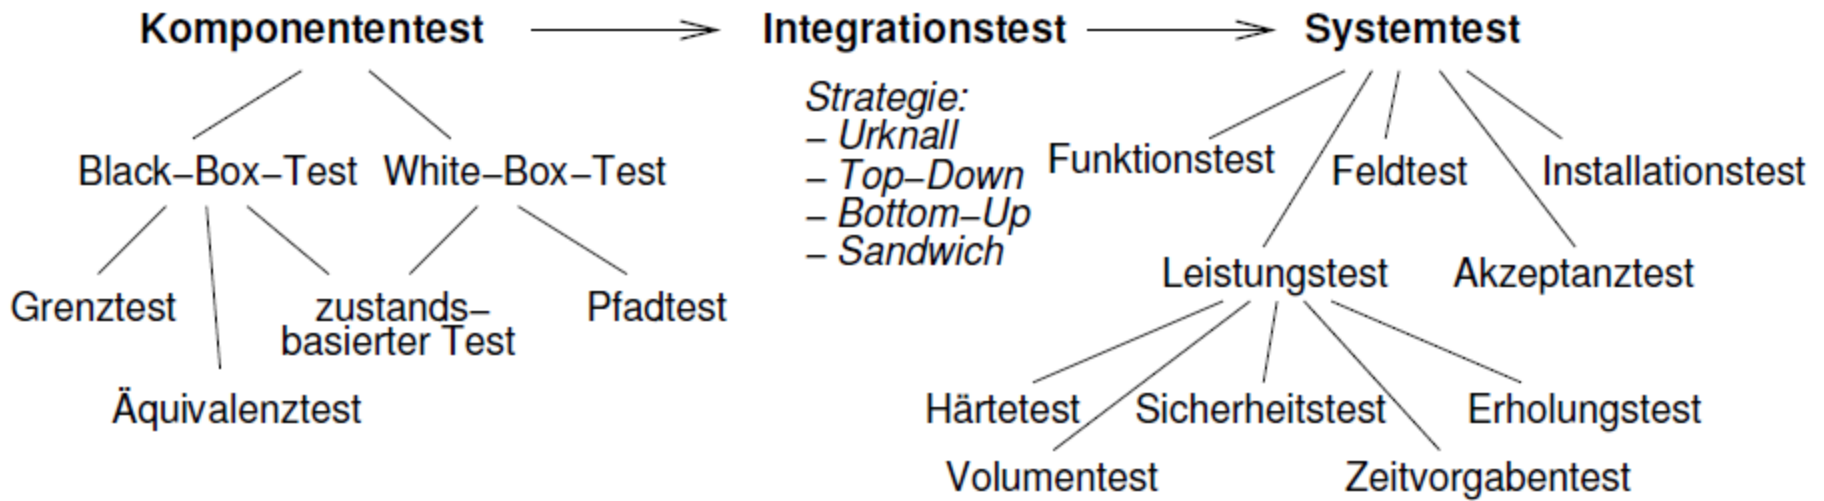 Komponententest
Integrationstest
Systemtest
Strategie:
– Urknall
– Top–Down
– Bottom–Up
– Sandwich
Black–Box–Test
White–Box–Test
Funktionstest
Feldtest
Installationstest
Grenztest
zustands–
basierter Test
Pfadtest
Äquivalenztest
Leistungstest
Akzeptanztest
Härtetest
Sicherheitstest
Erholungstest
Volumentest
Zeitvorgabentest